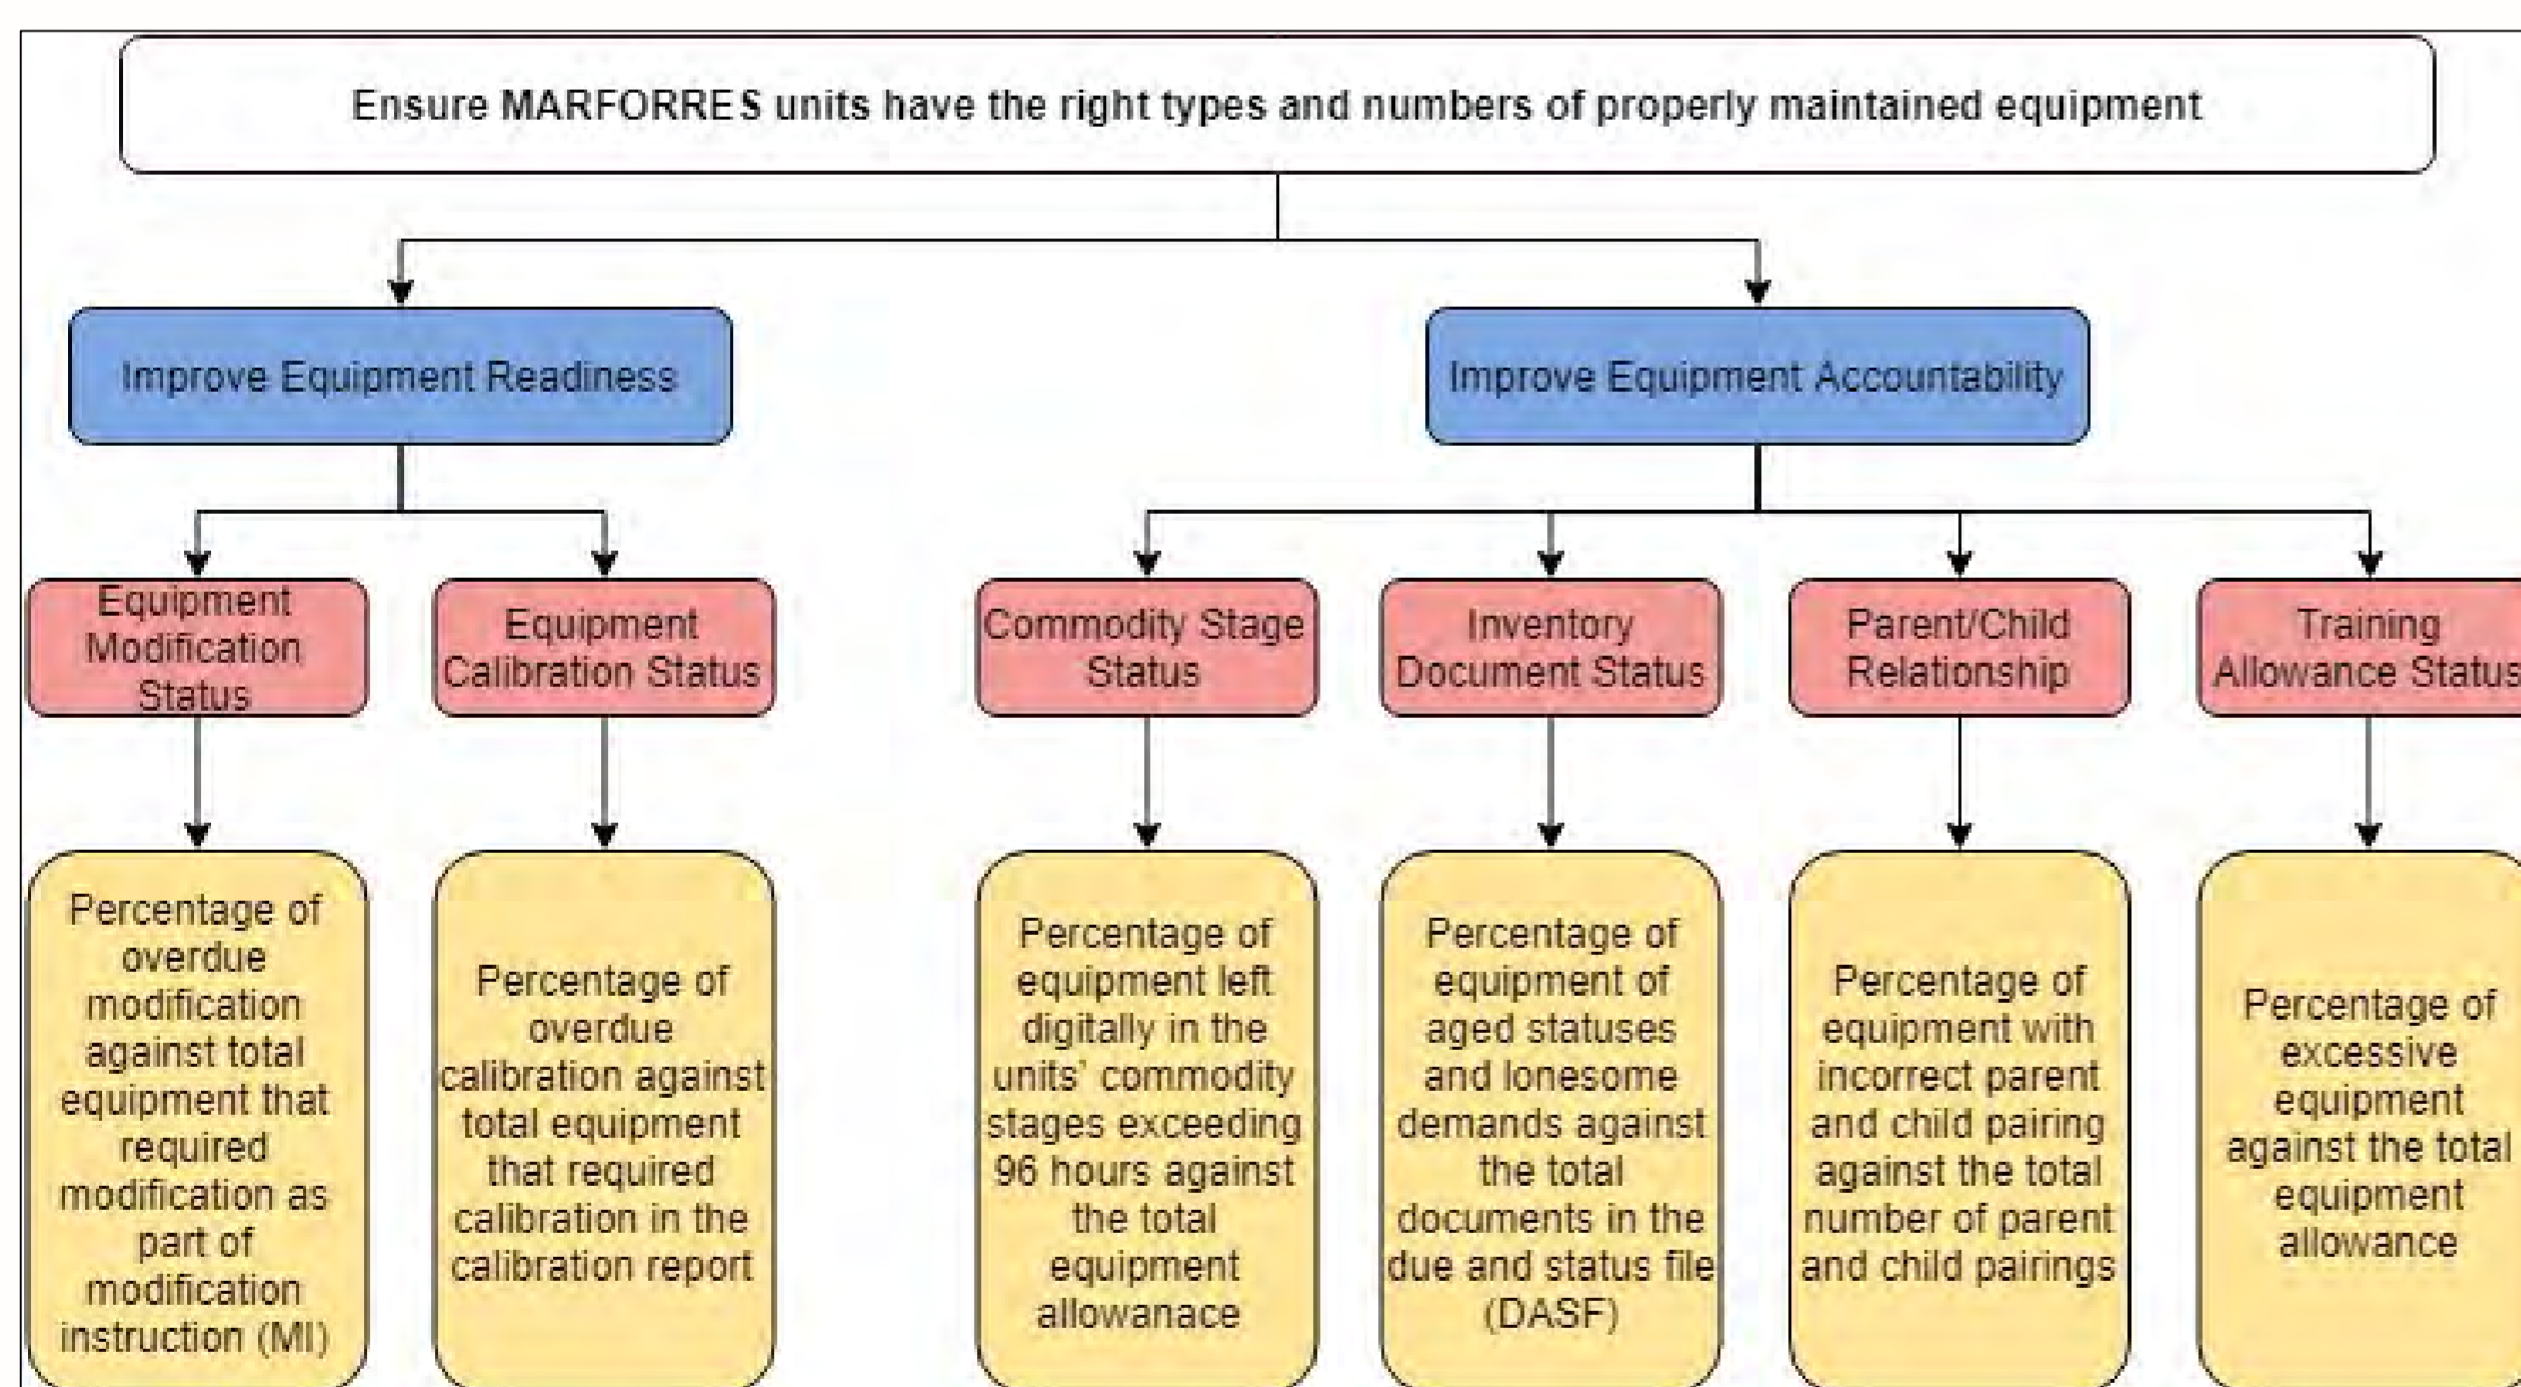 Ensure MARFORRES units have the right types and numbers of properly maintained equipment
Improve Equipment Readiness
Improve Equipment Accountability
Equipment
Modification
Status
Equipment
Calibration Status
Commodity Stage
Status
Inventory
Document Status
Parent/Child
Relationship
Training
Allowance Status
Percentage of
overdue
modification
against total
equipment that
required
modification as
part of
modification
instruction (MI)
Percentage of
overdue
calibration against
total equipment
that required
calibration in the
calibration report
Percentage of
equipment left
digitally in the
units' commodity
stages exceeding
96 hours against
the total
equipment
allowanace
Percentage of
equipment of
aged statuses
and lonesome
demands against
the total
documents in the
due and status file
(DASF)
Percentage of
equipment with
incorrect parent
and child pairing
against the total
number of parent
and child pairings
Percentage of
excessive
equipment
against the total
equipment
allowance